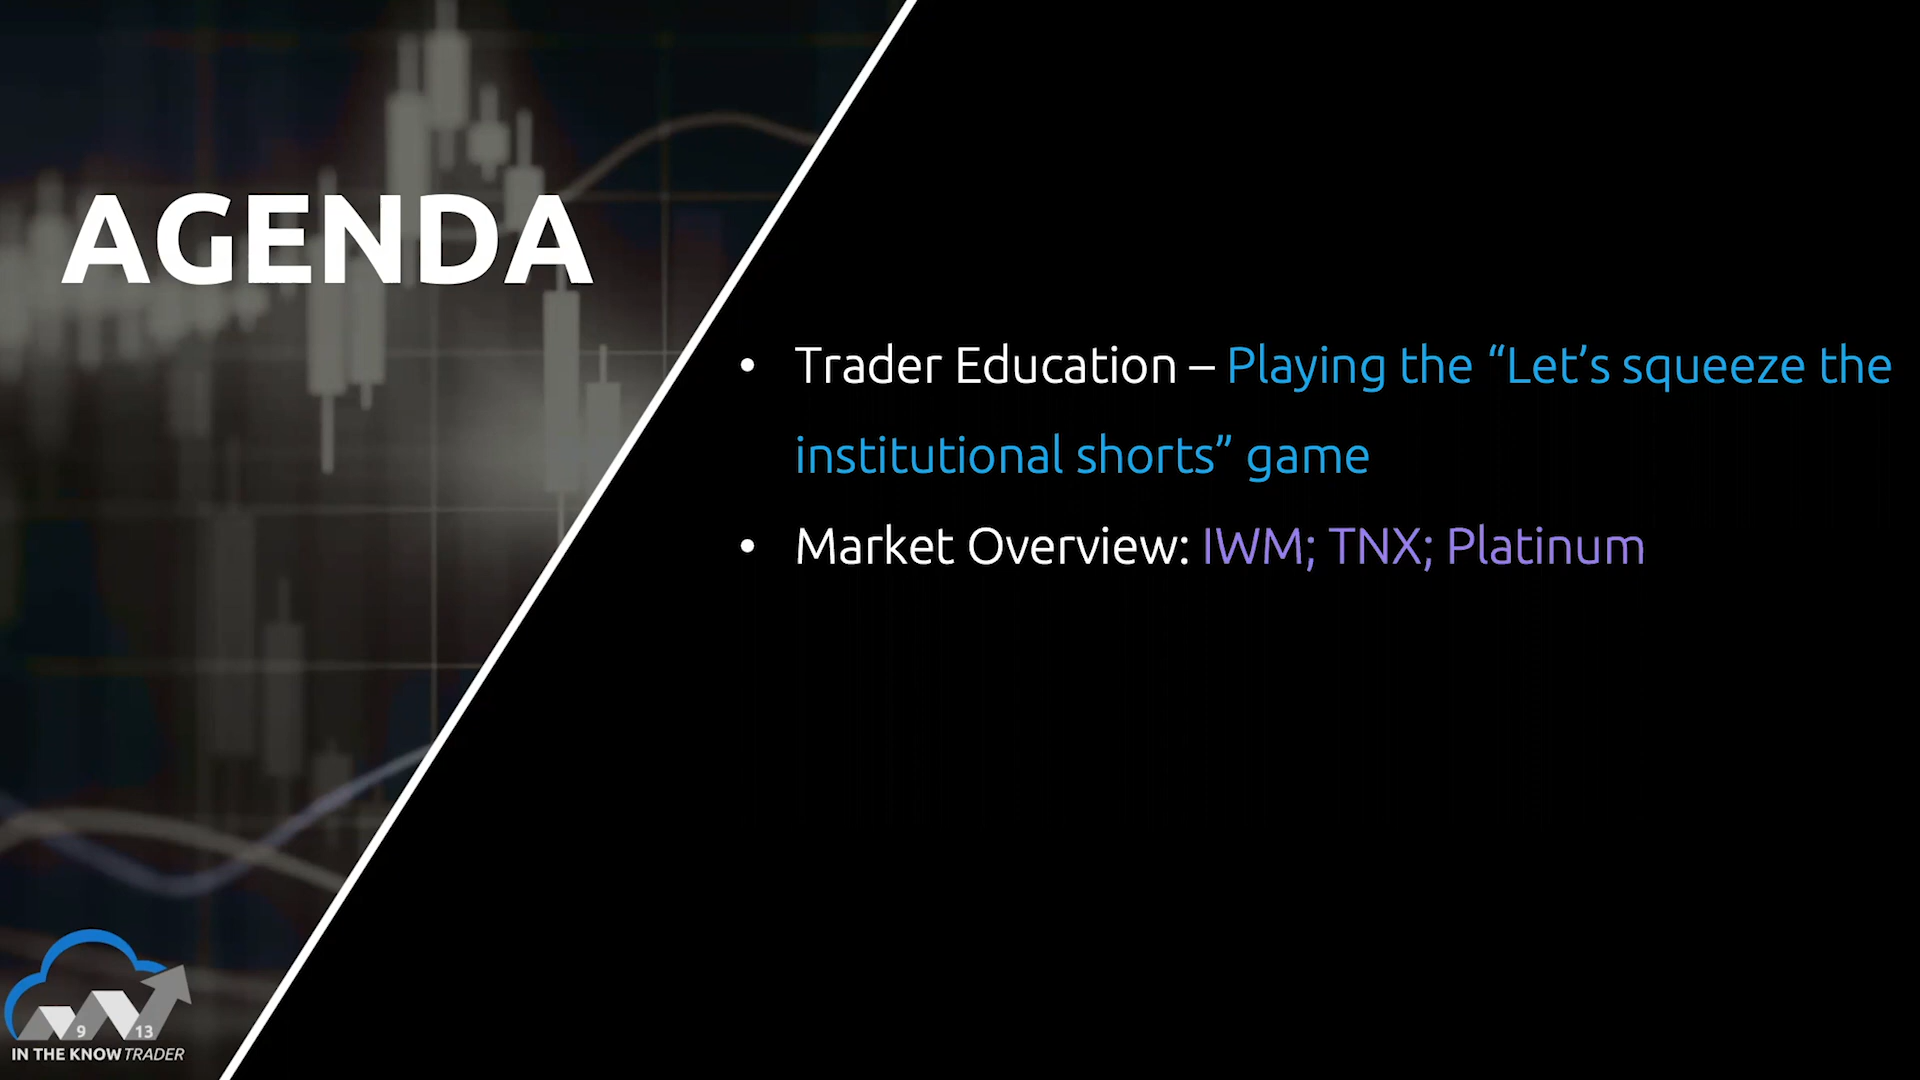 AGENDA
• Trader Education – Playing the “Let’s squeeze the
institutional shorts” game
• Market Overview: IWM; TNX; Platinum
9 13
IN THE KNOW TRADER